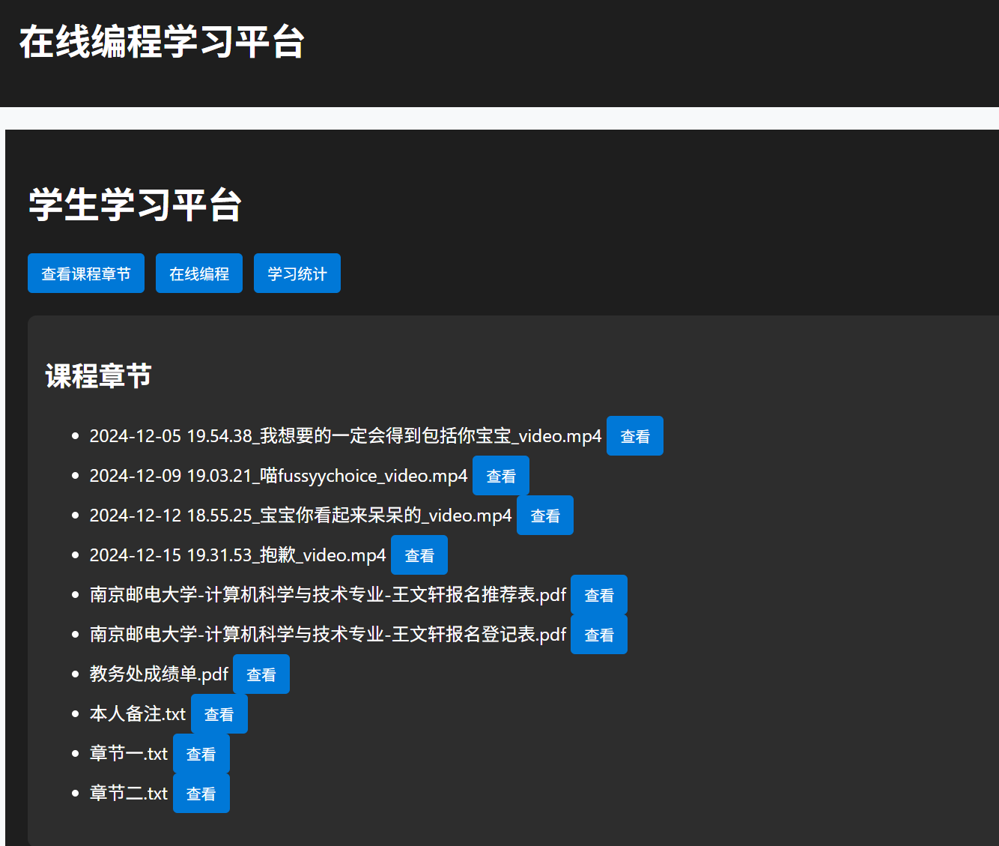 在线编程学习平台
学生学习平台
查看课程章节 在线编程 学习统计
课程章节
2024-12-05 19.54.38_我想要的一定会得到包括你宝宝_video.mp4 查看
2024-12-09 19.03.21_喵fussyychoice_video.mp4 查看
2024-12-12 18.55.25_宝宝你看起来呆呆的_video.mp4 查看
2024-12-15 19.31.53_抱歉_video.mp4 查看
南京邮电大学-计算机科学与技术专业-王文轩报名推荐表.pdf 查看
南京邮电大学-计算机科学与技术专业-王文轩报名登记表.pdf 查看
教务处成绩单.pdf 查看
本人备注.txt 查看
章节一.txt 查看
章节二.txt 查看